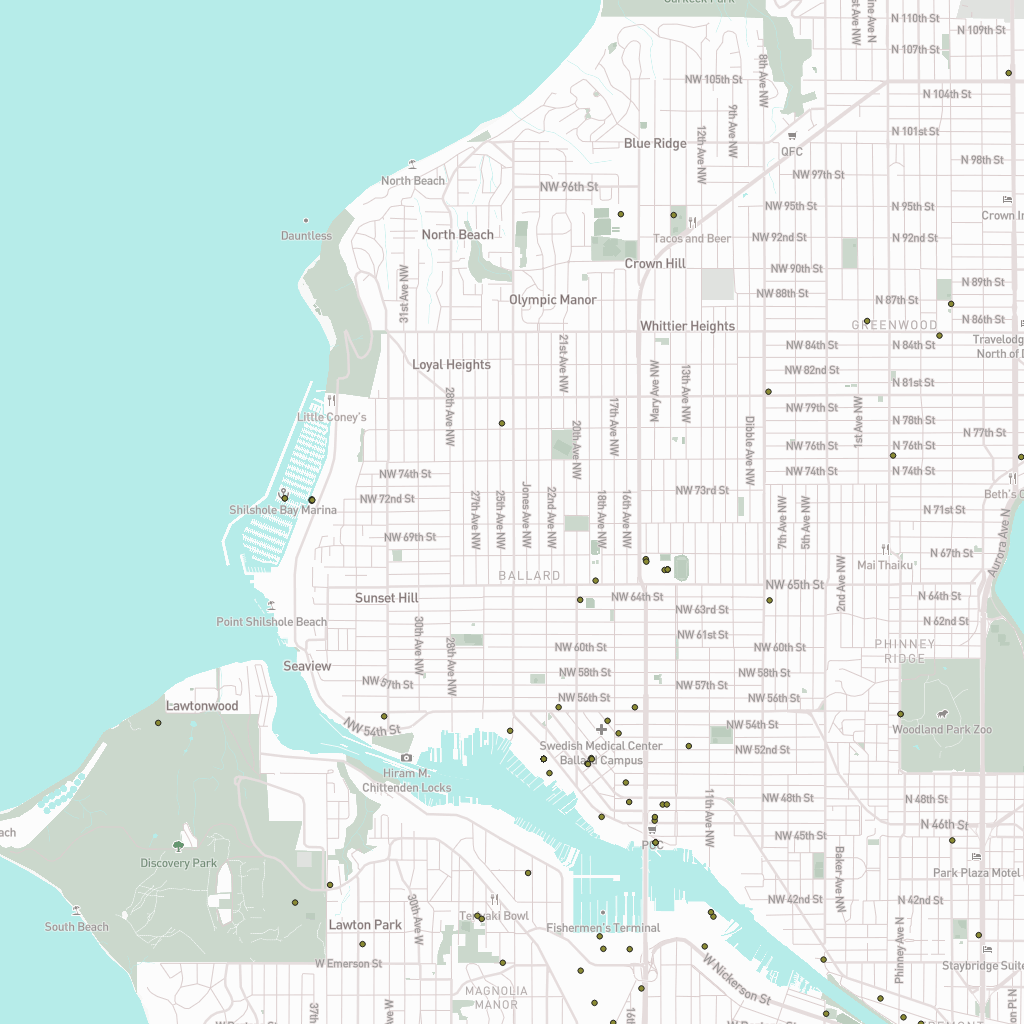 N 110th St
N 109th St
N 107th St
8th Ave NW
NW 105th St
N 104th St
9th Ave NW
12th Ave NW
N 101st St
Blue Ridge
QFC
N 98th St
North Beach
NW 97th St
NW 96th St
NW 95th St
N 95th St
Dauntless
North Beach
Tacos and Beer
NW 92nd St
N 92nd St
Crown Hill
NW 90th St
31st Ave NW
N 89th St
NW 88th St
Olympic Manor
N 87th St
N 86th St
Whittier Heights
GREENWOOD
21st Ave NW
NW 84th St
N 84th St
North of
Loyal Heights
Mary Ave NW
13th Ave NW
NW 82nd St
N 81st St
28th Ave NW
Little Coney's
17th Ave NW
NW 79th St
1st Ave NW
N 78th St
20th Ave NW
Dibble Ave NW
N 77th St
NW 76th St
N 76th St
NW 74th St
NW 74th St
N 74th St
NW 72nd St
27th Ave NW
25th Ave NW
Jones Ave NW
22nd Ave NW
18th Ave NW
16th Ave NW
NW 73rd St
7th Ave NW
5th Ave NW
Shilshole Bay Marina
N 71st St
Aurora Ave N
NW 69th St
N 67th St
Mai Thaiku
BALLARD
2nd Ave NW
NW 65th St
Sunset Hill
NW 64th St
N 64th St
NW 63rd St
Point Shilshole Beach
N 62nd St
30th Ave NW
28th Ave NW
NW 61st St
PHINNEY
RIDGE
NW 60th St
NW 60th St
Seaview
NW 58th St
NW 58th St
NW 57th St
NW 57th St
NW 56th St
NW 56th St
Lawtonwood
NW 54th St
NW 54th St
Woodland Park Zoo
Swedish Medical Center
Ballard Campus
NW 52nd St
Hiram M.
Chittenden Locks
11th Ave NW
NW 48th St
N 48th St
N 46th St
NW 45th St
PCC
Discovery Park
Baker Ave NW
Park Plaza Motel
30th Ave W
NW 42nd St
N 42nd St
Teriyaki Bowl
South Beach
Lawton Park
Fishermen's Terminal
Phinney Ave N
W Emerson St
W Nickerson St
MAGNOLIA
MANOR
37th